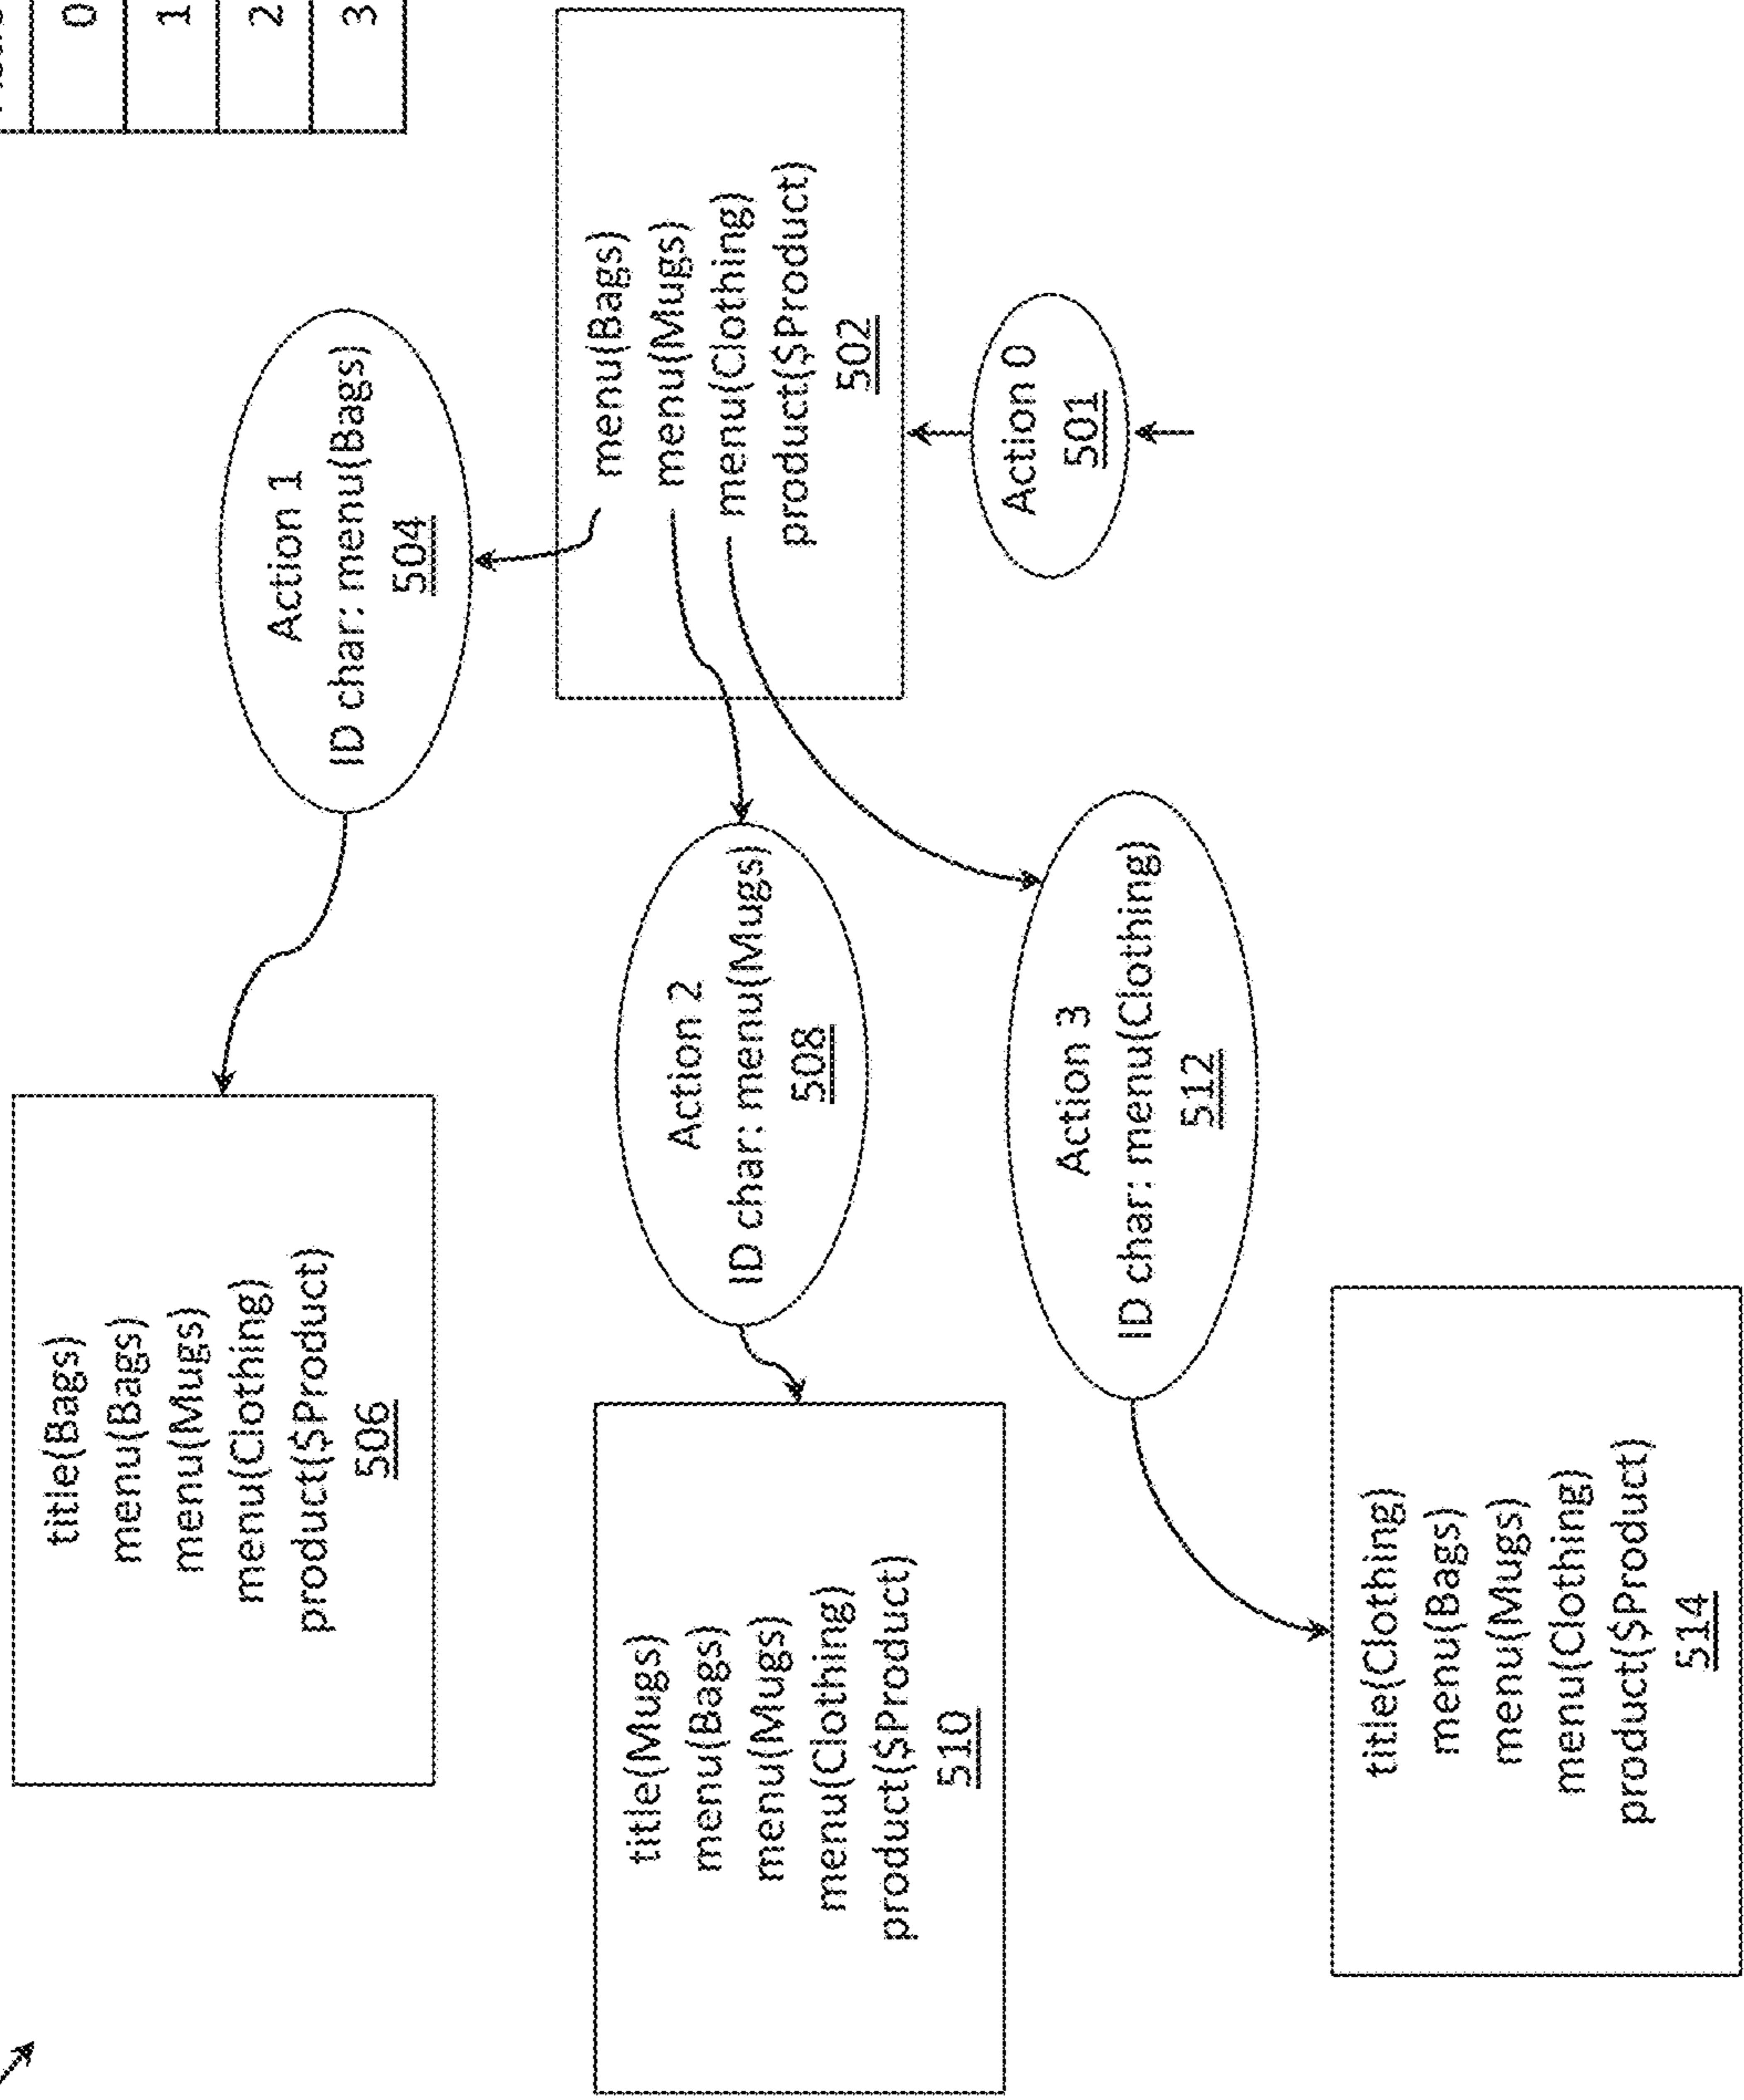 0
1
2
3
Action 1
ID char: menu(Bags)
504
menu(Bags)
menu(Mugs)
menu(Clothing)
product($Product)
502
Action 0
501
title(Bags)
menu(Bags)
menu(Mugs)
menu(Clothing)
product($Product)
506
Action 2
ID char: menu(Mugs)
508
Action 3
ID char: menu(Clothing)
512
title(Mugs)
menu(Bags)
menu(Mugs)
menu(Clothing)
product($Product)
510
title(Clothing)
menu(Bags)
menu(Mugs)
menu(Clothing)
product($Product)
514